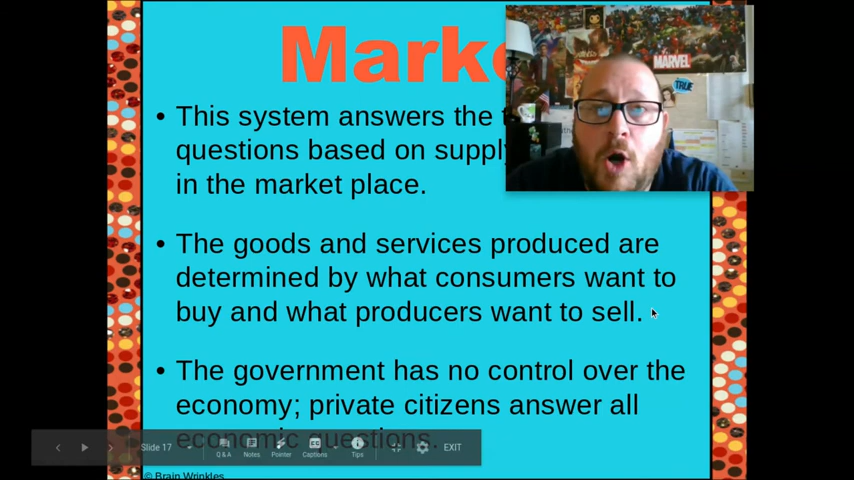 Marke
• This system answers the
questions based on supply
in the market place.
• The goods and services produced are
determined by what consumers want to
buy and what producers want to sell.
• The government has no control over the
economy; private citizens answer all
economic questions.
Slide 17
Q & A
Notes
Pointer
Captions
Tips
EXIT
© Brain Wrinkles
MARVEL
TRUE